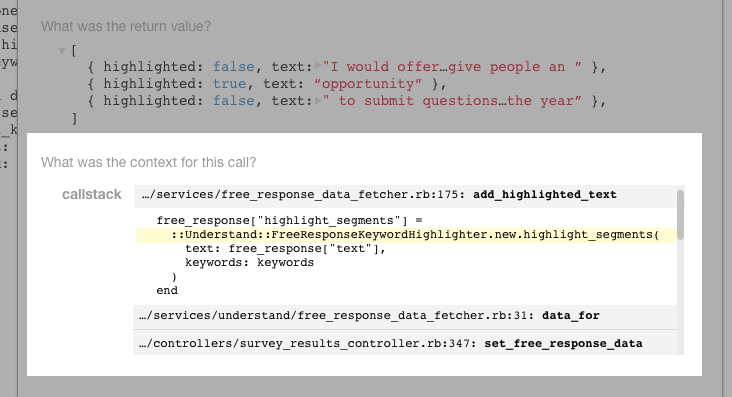 What was the return value?
[
{ highlighted: false, text: "I would offer…give people an ” },
{ highlighted: true, text: “opportunity” },
{ highlighted: false, text: " to submit questions…the year” },
]
What was the context for this call?
callstack
…/services/free_response_data_fetcher.rb:175: add_highlighted_text
free_response["highlight_segments"] =
::Understand::FreeResponseKeywordHighlighter.new.highlight_segments(
text: free_response["text"],
keywords: keywords
)
end
…/services/understand/free_response_data_fetcher.rb:31: data_for
…/controllers/survey_results_controller.rb:347: set_free_response_data